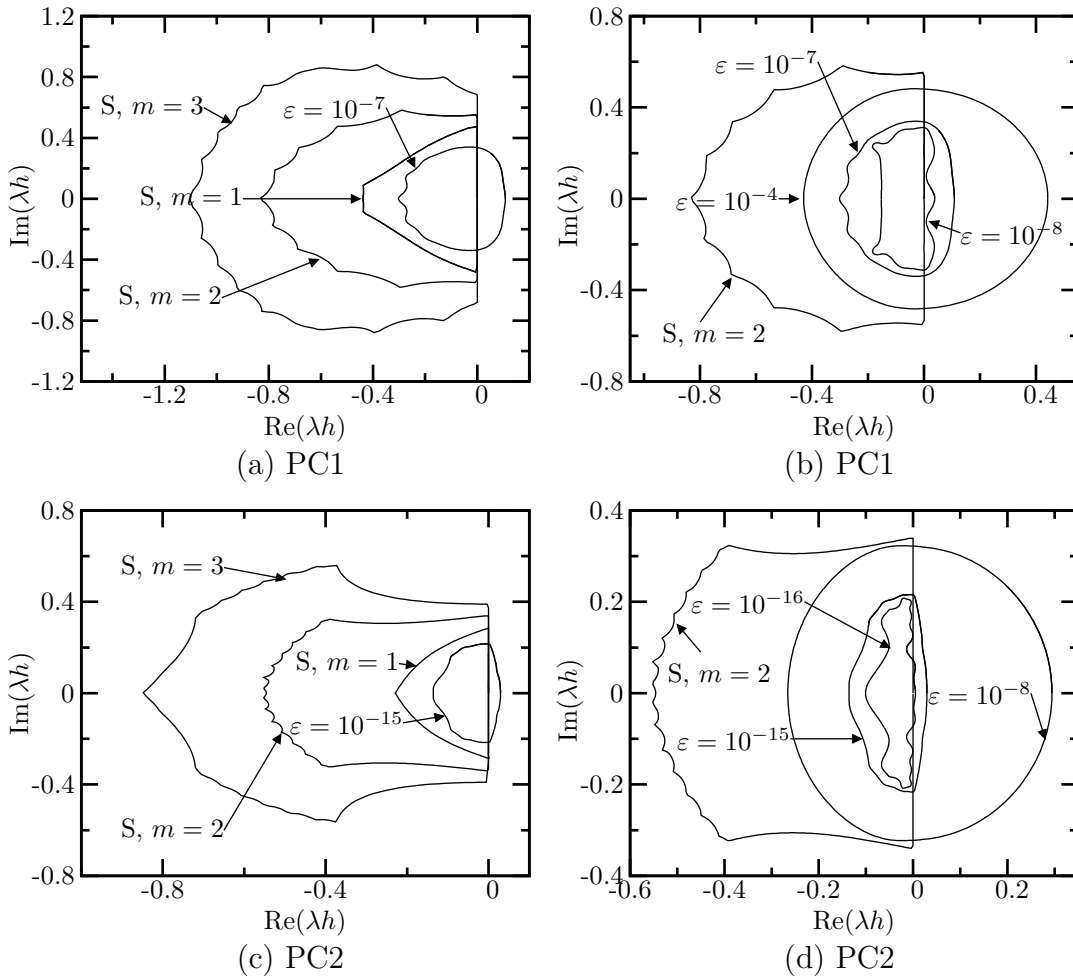 1.2
0.8
0.4
0
-0.4
-0.8
-1.2
Im(λh)
S, m = 3
ε = 10⁻⁷
S, m = 1
S, m = 2
-1.2 -0.8 -0.4 0
Re(λh)
(a) PC1
0.8
0.4
0
-0.4
-0.8
Im(λh)
ε = 10⁻⁷
ε = 10⁻⁴
ε = 10⁻⁸
S, m = 2
-0.8 -0.4 0 0.4
Re(λh)
(b) PC1
0.8
0.4
0
-0.4
-0.8
Im(λh)
S, m = 3
S, m = 1
ε = 10⁻¹⁵
S, m = 2
-0.8 -0.4 0
Re(λh)
(c) PC2
0.4
0.2
0
-0.2
-0.4
Im(λh)
ε = 10⁻¹⁶
S, m = 2
ε = 10⁻⁸
ε = 10⁻¹⁵
-0.6 -0.4 -0.2 0 0.2
Re(λh)
(d) PC2